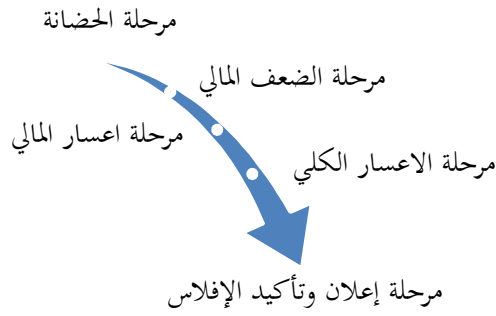 مرحلة الحضانة
مرحلة الضعف المالي
مرحلة اعسار المالي
مرحلة الاعسار الكلي
مرحلة إعلان وتأكيد الإفلاس